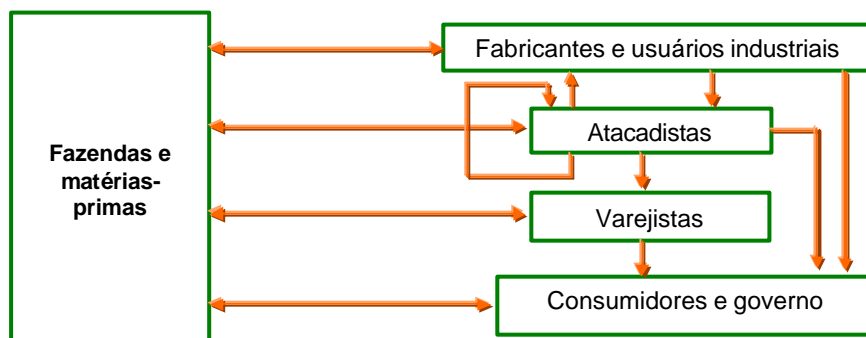 Fazendas e
matérias-
primas
Fabricantes e usuários industriais
Atacadistas
Varejistas
Consumidores e governo